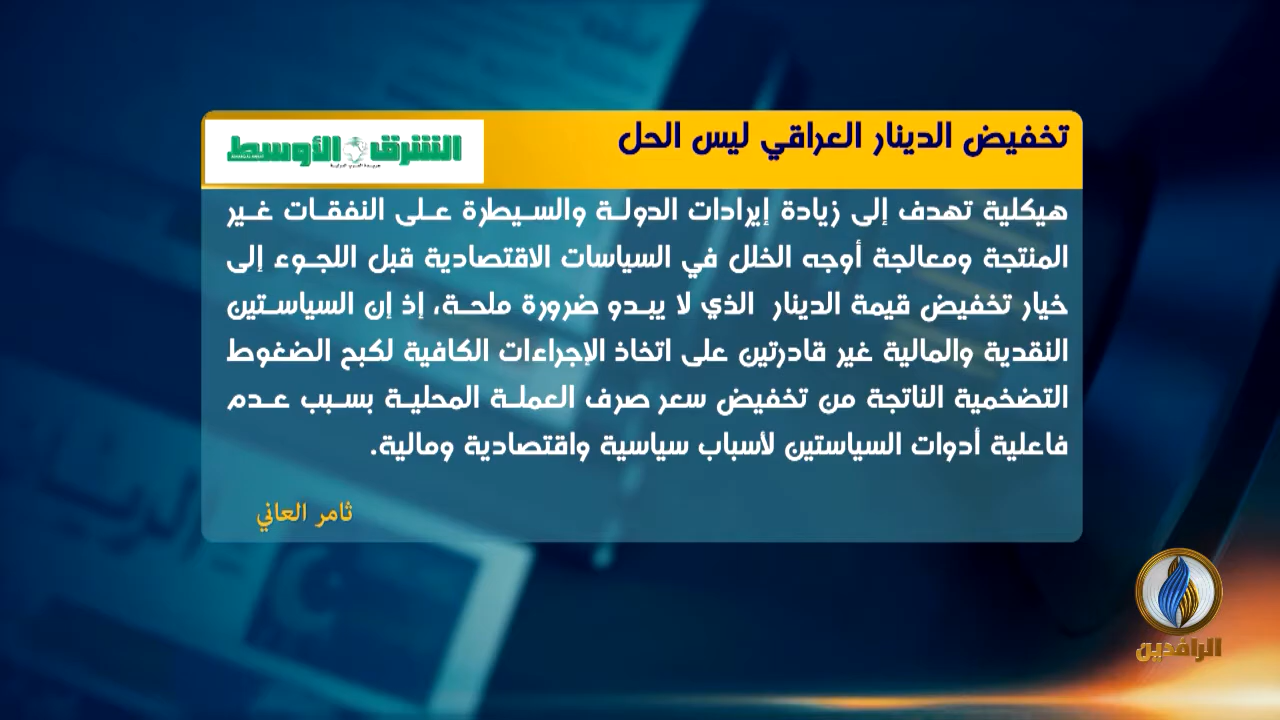 تخفيض الدينار العراقي ليس الحل
الشرق الأوسط
جريدة العرب الدولية
هيكلية تهدف إلى زيادة إيرادات الدولة والسيطرة على النفقات غير
المنتجة ومعالجة أوجه الخلل في السياسات الاقتصادية قبل اللجوء إلى
خيار تخفيض قيمة الدينار الذي لا يبدو ضرورة ملحة، إذ إن السياستين
النقدية والمالية غير قادرتين على اتخاذ الإجراءات الكافية لكبح الضغوط
التضخمية الناتجة من تخفيض سعر صرف العملة المحلية بسبب عدم
فاعلية أدوات السياستين لأسباب سياسية واقتصادية ومالية.
ثامر العاني
الرافدين